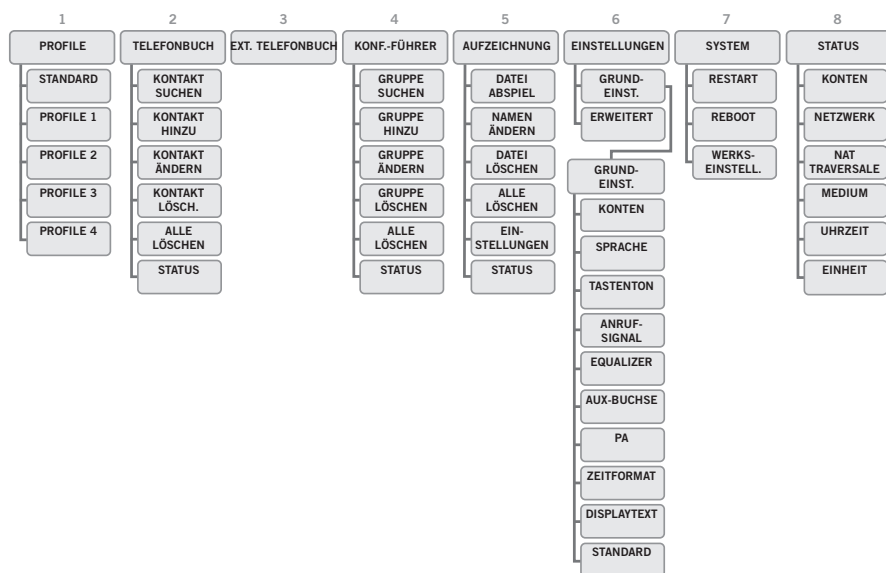 1
PROFILE
STANDARD
PROFILE 1
PROFILE 2
PROFILE 3
PROFILE 4
2
TELEFONBUCH
KONTAKT
SUCHEN
KONTAKT
HINZU
KONTAKT
ÄNDERN
KONTAKT
LÖSCH.
ALLE
LÖSCHEN
STATUS
3
EXT. TELEFONBUCH
4
KONF.-FÜHRER
GRUPPE
SUCHEN
GRUPPE
HINZU
GRUPPE
ÄNDERN
GRUPPE
LÖSCHEN
ALLE
LÖSCHEN
STATUS
5
AUFZEICHNUNG
DATEI
ABSPIEL
NAMEN
ÄNDERN
DATEI
LÖSCHEN
ALLE
LÖSCHEN
EIN-
STELLUNGEN
STATUS
6
EINSTELLUNGEN
GRUND-
EINST.
ERWEITERT
GRUND-
EINST.
KONTEN
SPRACHE
TASTENTON
ANRUF-
SIGNAL
EQUALIZER
AUX-BUCHSE
PA
ZEITFORMAT
DISPLAYTEXT
STANDARD
7
SYSTEM
RESTART
REBOOT
WERKS-
EINSTELL.
8
STATUS
KONTEN
NETZWERK
NAT
TRAVERSALE
MEDIUM
UHRZEIT
EINHEIT